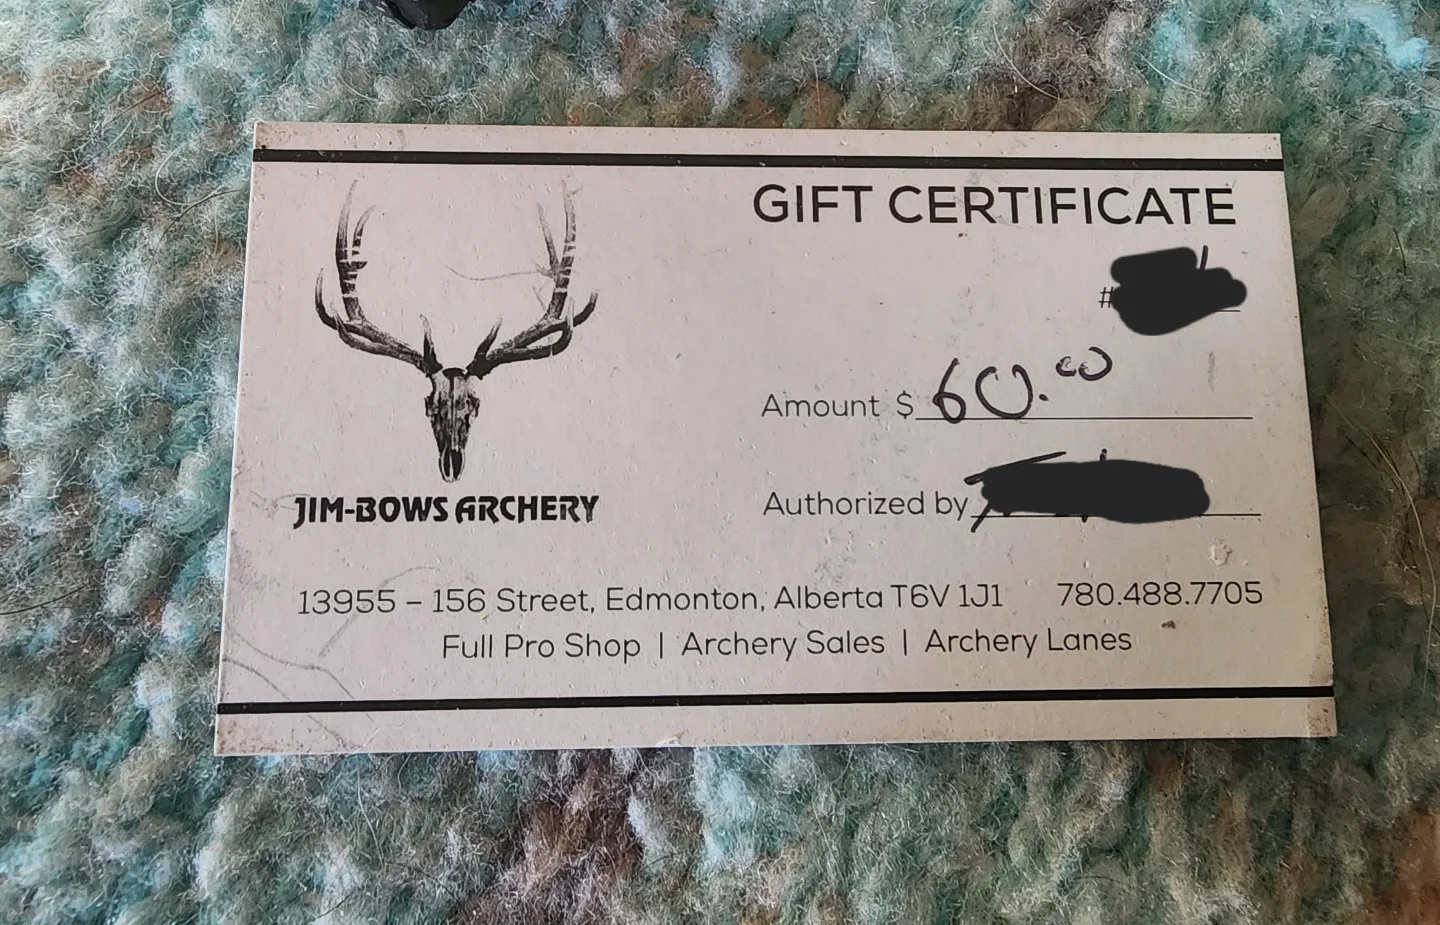 GIFT CERTIFICATE
#
Amount $ 60.00
JIM-BOWS ARCHERY
Authorized by
13955 – 156 Street, Edmonton, Alberta T6V 1J1 780.488.7705
Full Pro Shop | Archery Sales | Archery Lanes